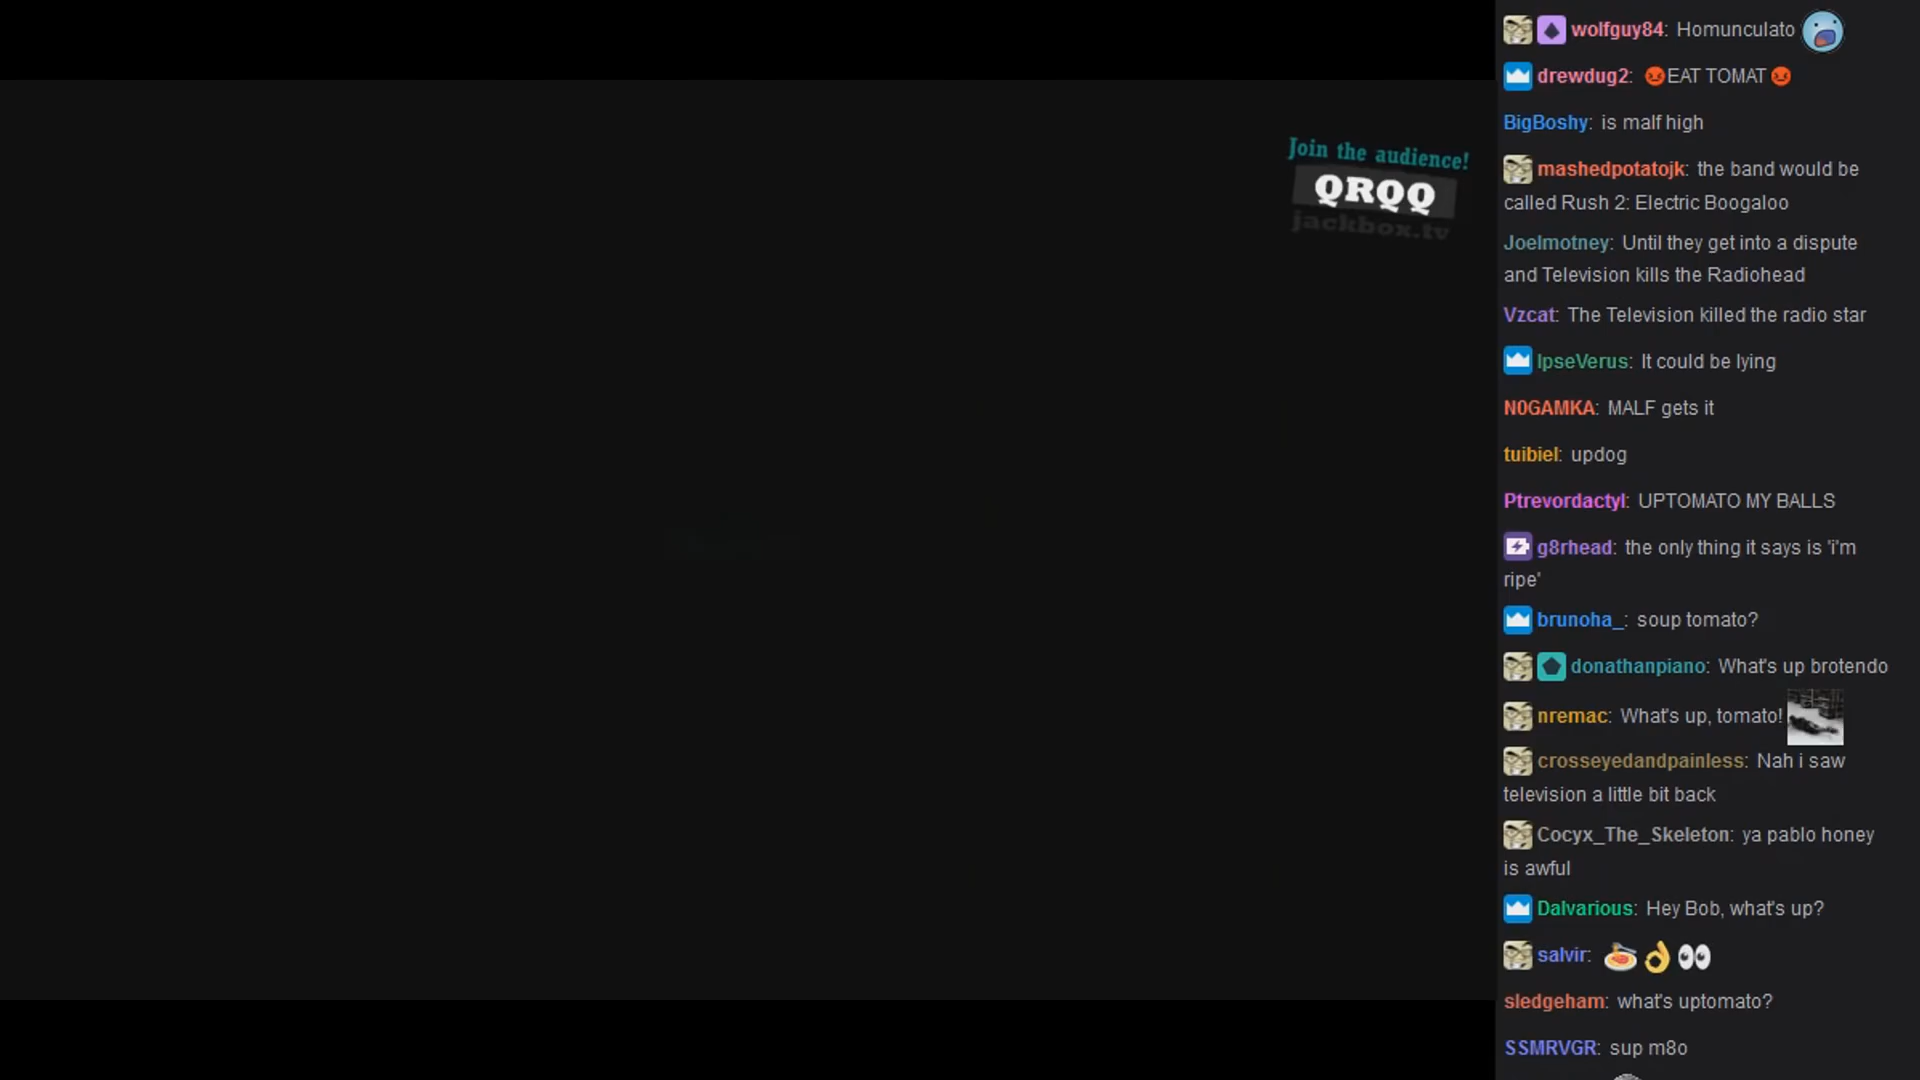 Join the audience!
QRQQ
jackbox.tv
wolfguy84: Homunculato
drewdug2: EAT TOMAT
BigBoshy: is malf high
mashedpotatojk: the band would be
called Rush 2: Electric Boogaloo
Joelmotney: Until they get into a dispute
and Television kills the Radiohead
Vzcat: The Television killed the radio star
IpseVerus: It could be lying
N0GAMKA: MALF gets it
tuibiel: updog
Ptrevordactyl: UPTOMATO MY BALLS
g8rhead: the only thing it says is 'i'm
ripe'
brunoha_: soup tomato?
donathanpiano: What's up brotendo
nremac: What's up, tomato!
crosseyedandpainless: Nah i saw
television a little bit back
Cocyx_The_Skeleton: ya pablo honey
is awful
Dalvarious: Hey Bob, what's up?
salvir:
sledgeham: what's uptomato?
SSMRVGR: sup m8o